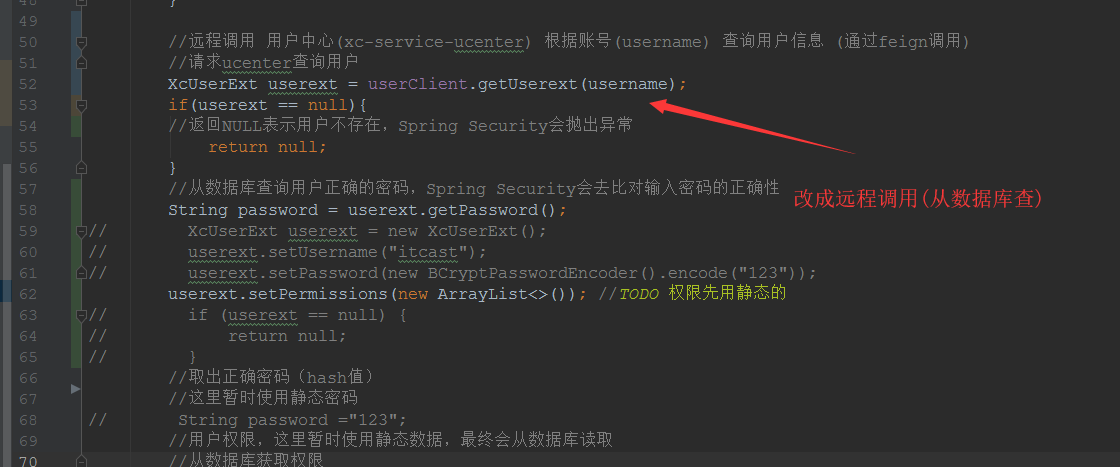 48 }
49
50 //远程调用 用户中心(xc-service-ucenter) 根据账号(username) 查询用户信息 (通过feign调用)
51 //请求ucenter查询用户
52 XcUserExt userext = userClient.getUserext(username);
53 if(userext == null){
54 //返回NULL表示用户不存在，Spring Security会抛出异常
55 return null;
56 }
57 //从数据库查询用户正确的密码，Spring Security会去比对输入密码的正确性
改成远程调用(从数据库查)
58 String password = userext.getPassword();
59 // XcUserExt userext = new XcUserExt();
60 // userext.setUsername("itcast");
61 // userext.setPassword(new BCryptPasswordEncoder().encode("123"));
62 userext.setPermissions(new ArrayList<>()); //TODO 权限先用静态的
63 // if (userext == null) {
64 // return null;
65 // }
66 //取出正确密码（hash值）
67 //这里暂时使用静态密码
68 // String password ="123";
69 //用户权限，这里暂时使用静态数据，最终会从数据库读取
70 //从数据库获取权限